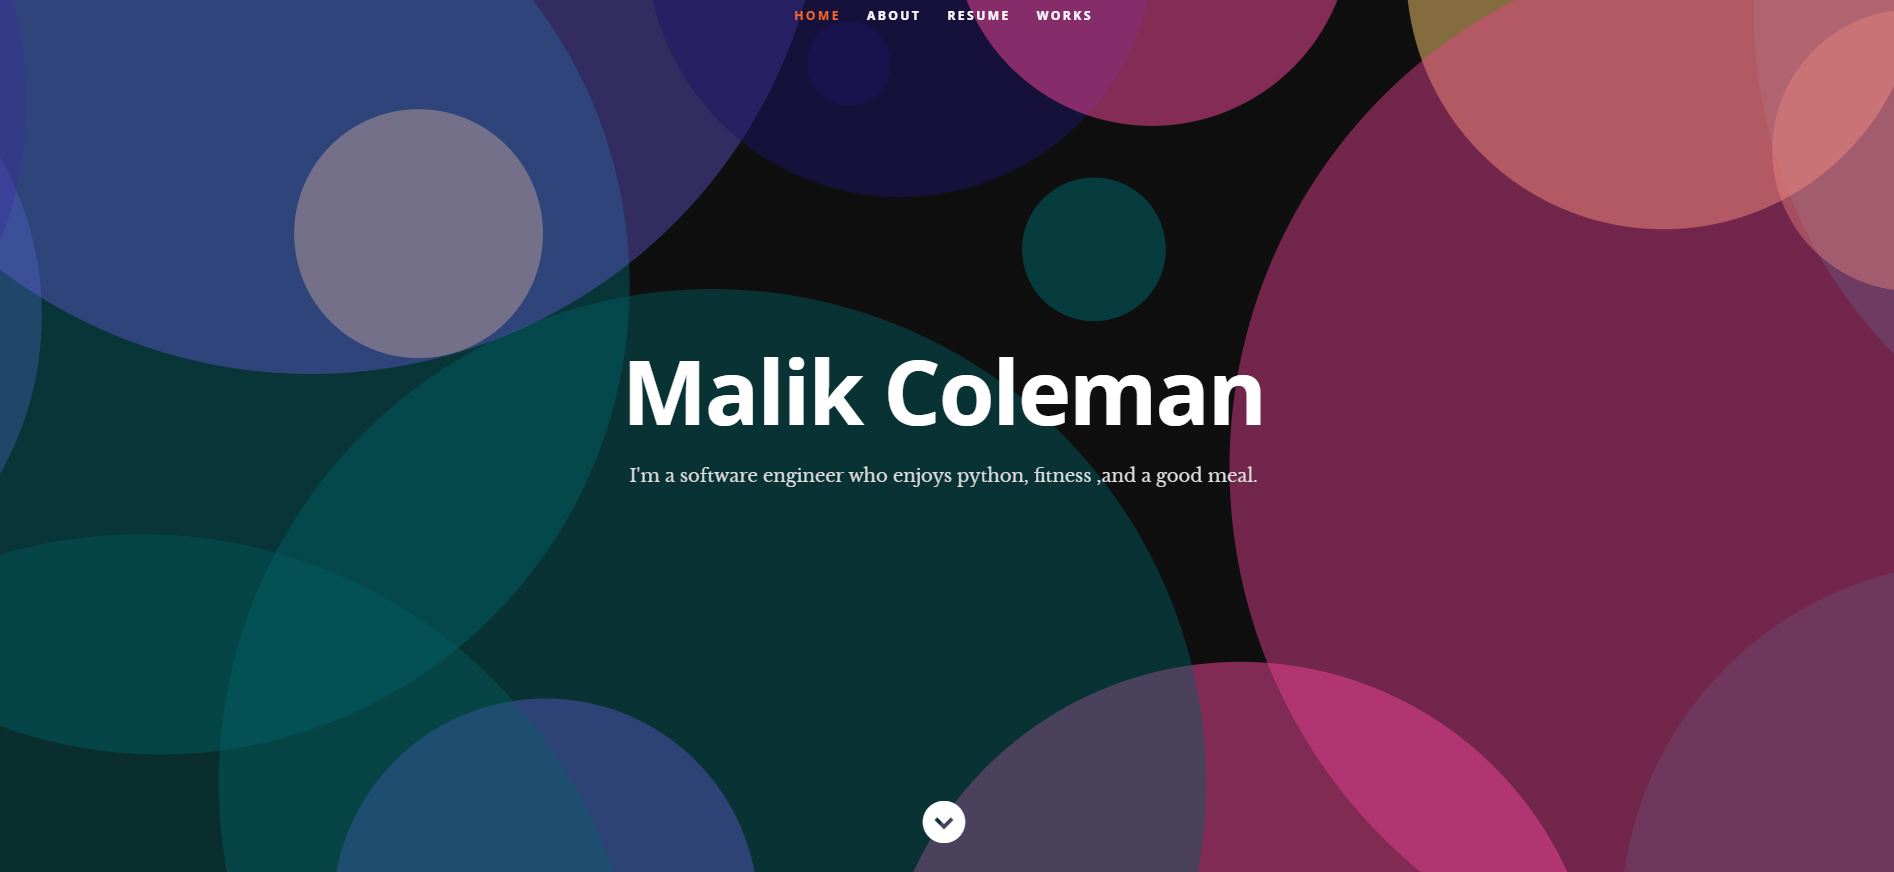 HOME ABOUT RESUME WORKS
Malik Coleman
I'm a software engineer who enjoys python, fitness ,and a good meal.